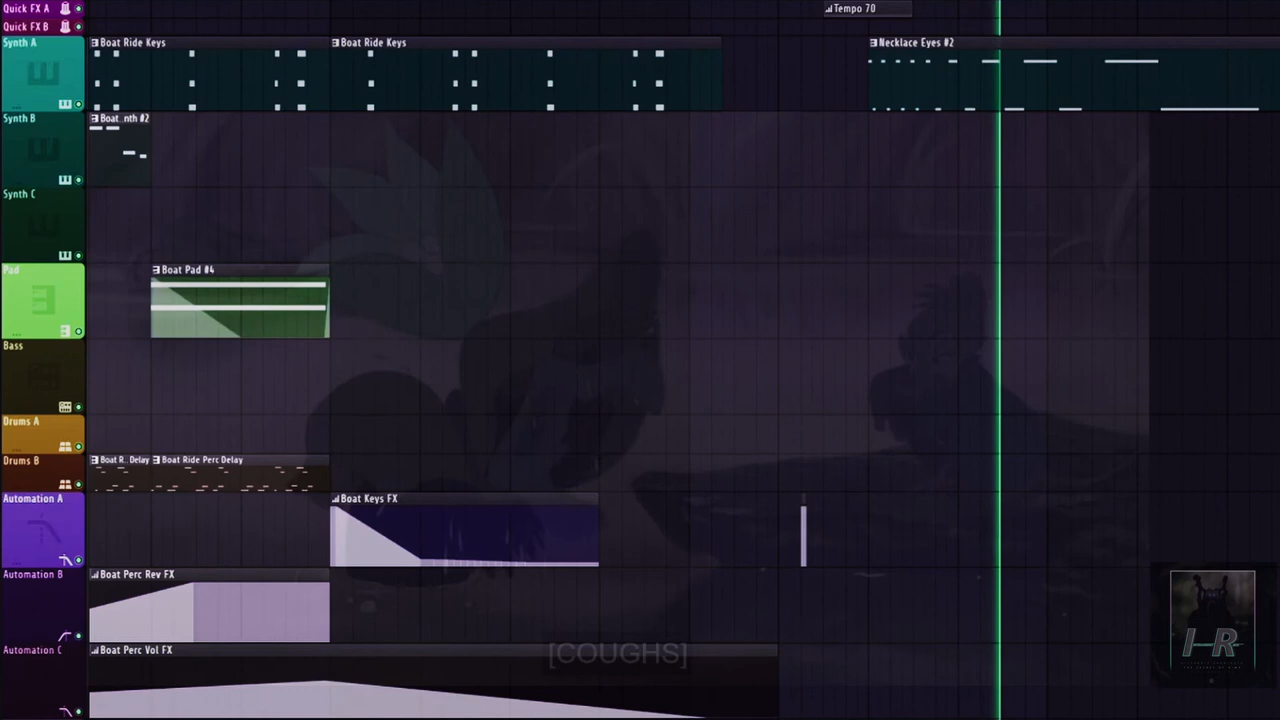 Quick FX A
Tempo 70
Quick FX B
Synth A
Boat Ride Keys
Boat Ride Keys
Necklace Eyes #2
Synth B
Boat..nth #2
Synth C
Pad
Boat Pad #4
Bass
Drums A
Drums B
Boat R.. Delay
Boat Ride Perc Delay
Automation A
Boat Keys FX
Automation B
Boat Perc Rev FX
Automation C
Boat Perc Vol FX
[COUGHS]
I-R